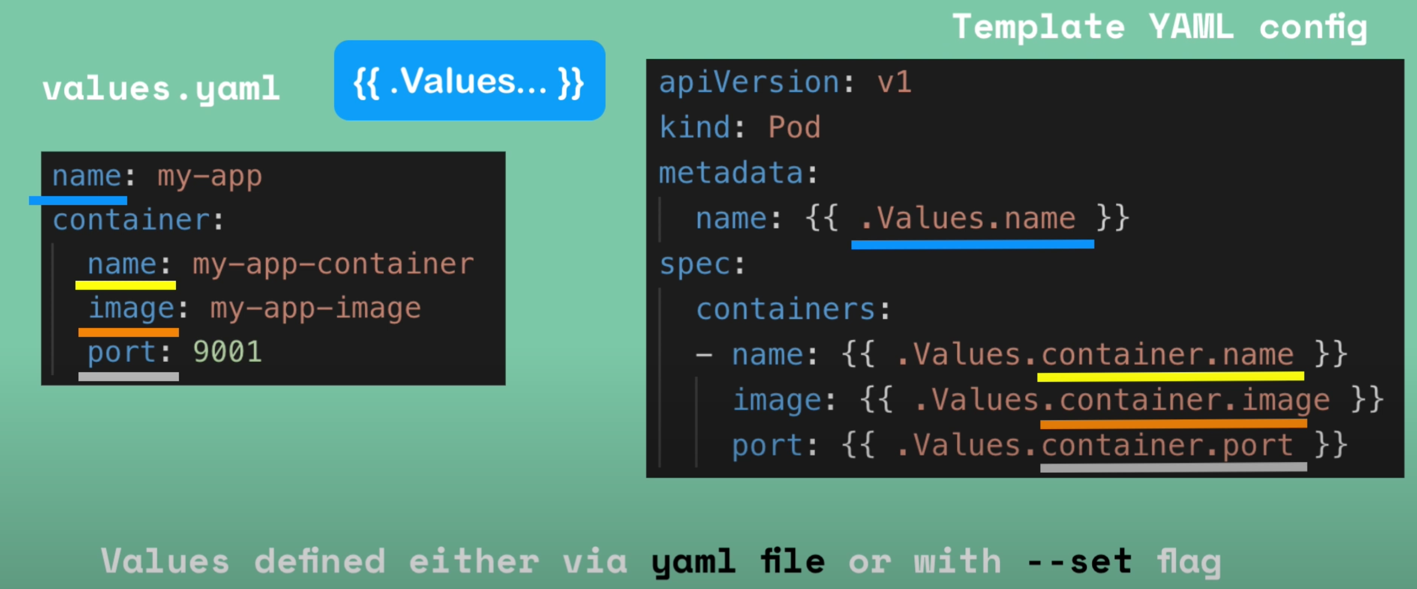 Template YAML config
values.yaml
{{ .Values... }}
name: my-app
container:
name: my-app-container
image: my-app-image
port: 9001
apiVersion: v1
kind: Pod
metadata:
name: {{ .Values.name }}
spec:
containers:
- name: {{ .Values.container.name }}
image: {{ .Values.container.image }}
port: {{ .Values.container.port }}
Values defined either via yaml file or with --set flag